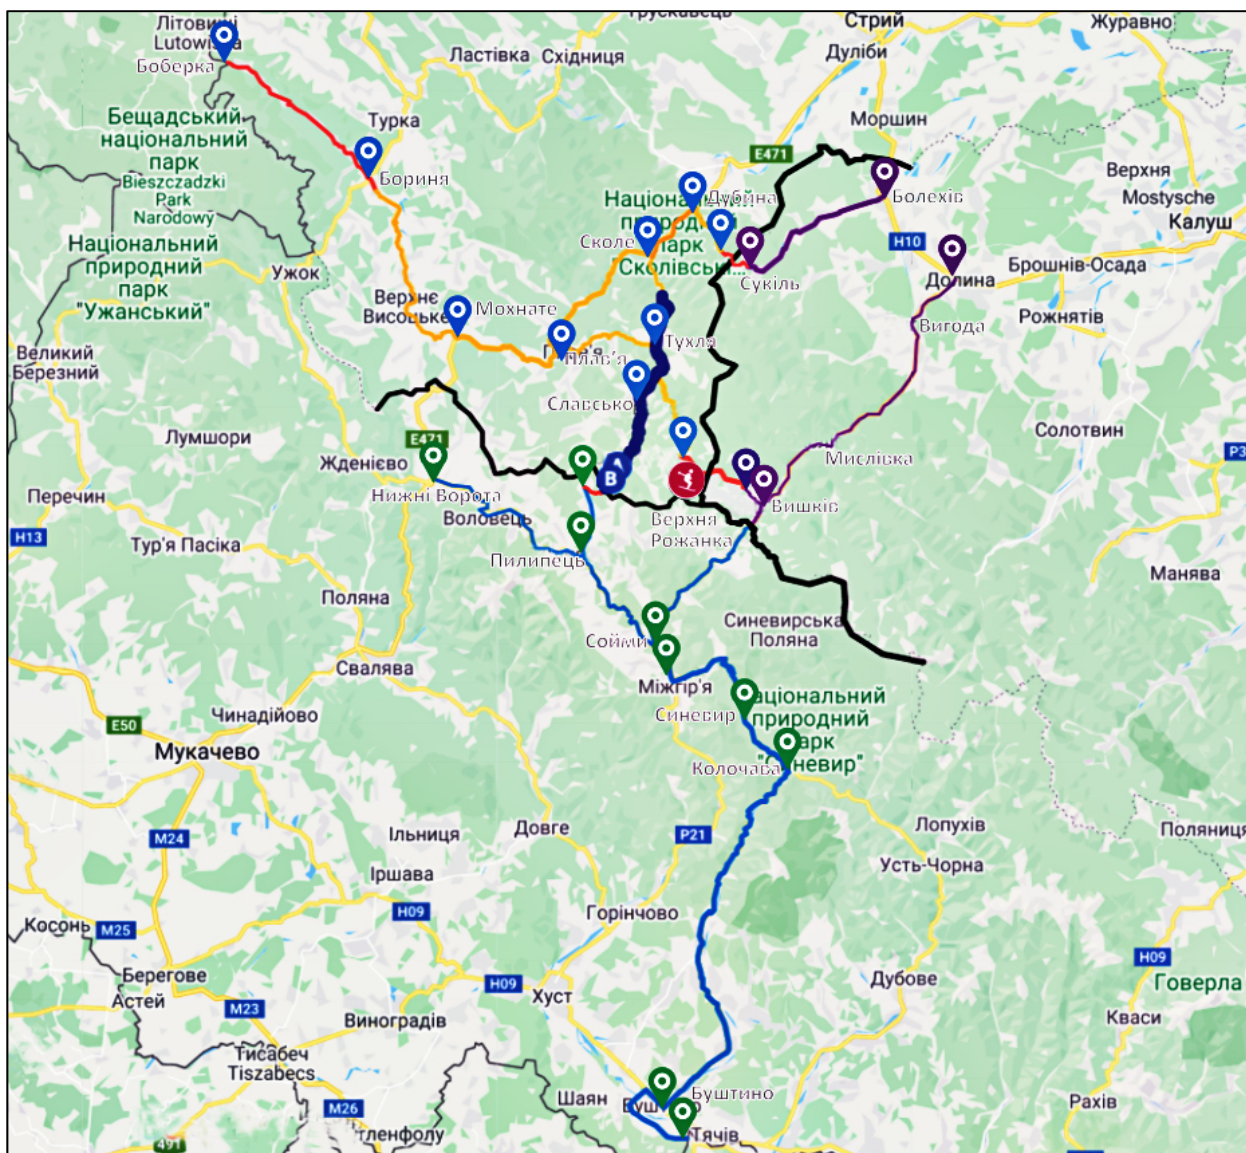 Трускавець
Стрий
Журавно
Літовищі
Lutowiska
Боберка
Ластівка
Східниця
Дуліби
Бещадський
національний
парк
Bieszczadzki
Park
Narodowy
Турка
Моршин
E471
Бориня
Верхня
Mostysche
Калуш
Національний
природний
парк
"Сколівські...
Дубина
Болехів
Сколе
H10
Національний
природний
парк
"Ужанський"
Ужок
Сукіль
Долина
Брошнів-Осада
Верхнє
Висоцьке
Мохнате
Вигода
Рожнятів
Великий
Березний
Плав'я
Тухля
Славсько
Лумшори
E471
Жденієво
Солотвин
P3
Мислівка
A
B
Перечин
Нижні Ворота
Воловець
Верхня
Рожанка
Вишків
H13
Тур'я Пасіка
Пилипець
Манява
Поляна
Синевирська
Поляна
Сойми
Свалява
Міжгір'я
Синевир
Національний
природний
парк
"Синевир"
Чинадійово
E50
Мукачево
Колочава
M24
Ільниця
Довге
P21
Лопухів
Поляниця
Іршава
Усть-Чорна
Косонь
M25
H09
Горінчово
Берегове
Астей
H09
Хуст
Дубове
H09
Говерла
M23
Виноградів
Кваси
Тисабеч
Tiszabecs
Шаян
Буштино
Рахів
M26
Тячів
491